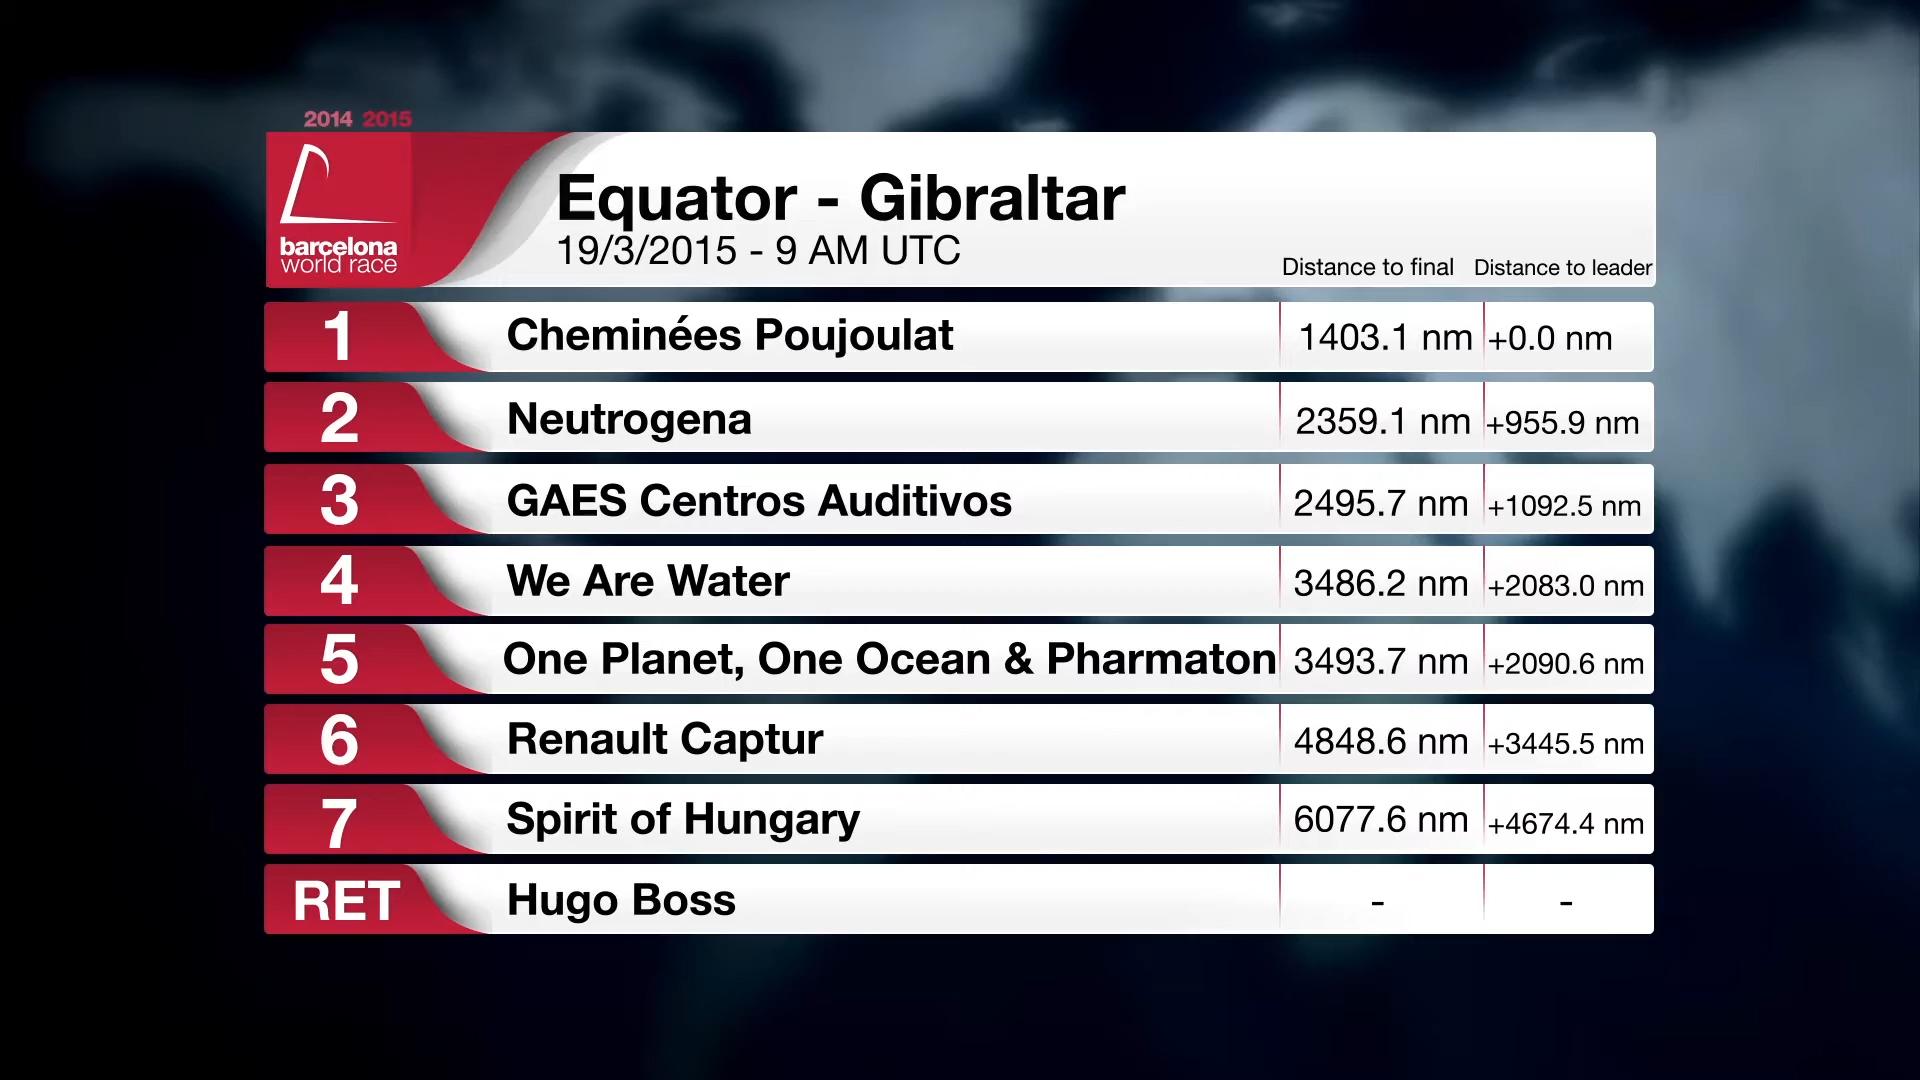 2014 2015
barcelona
world race
Equator - Gibraltar
19/3/2015 - 9 AM UTC
Distance to final Distance to leader
1 Cheminées Poujoulat 1403.1 nm +0.0 nm
2 Neutrogena 2359.1 nm +955.9 nm
3 GAES Centros Auditivos 2495.7 nm +1092.5 nm
4 We Are Water 3486.2 nm +2083.0 nm
5 One Planet, One Ocean & Pharmaton 3493.7 nm +2090.6 nm
6 Renault Captur 4848.6 nm +3445.5 nm
7 Spirit of Hungary 6077.6 nm +4674.4 nm
RET Hugo Boss - -